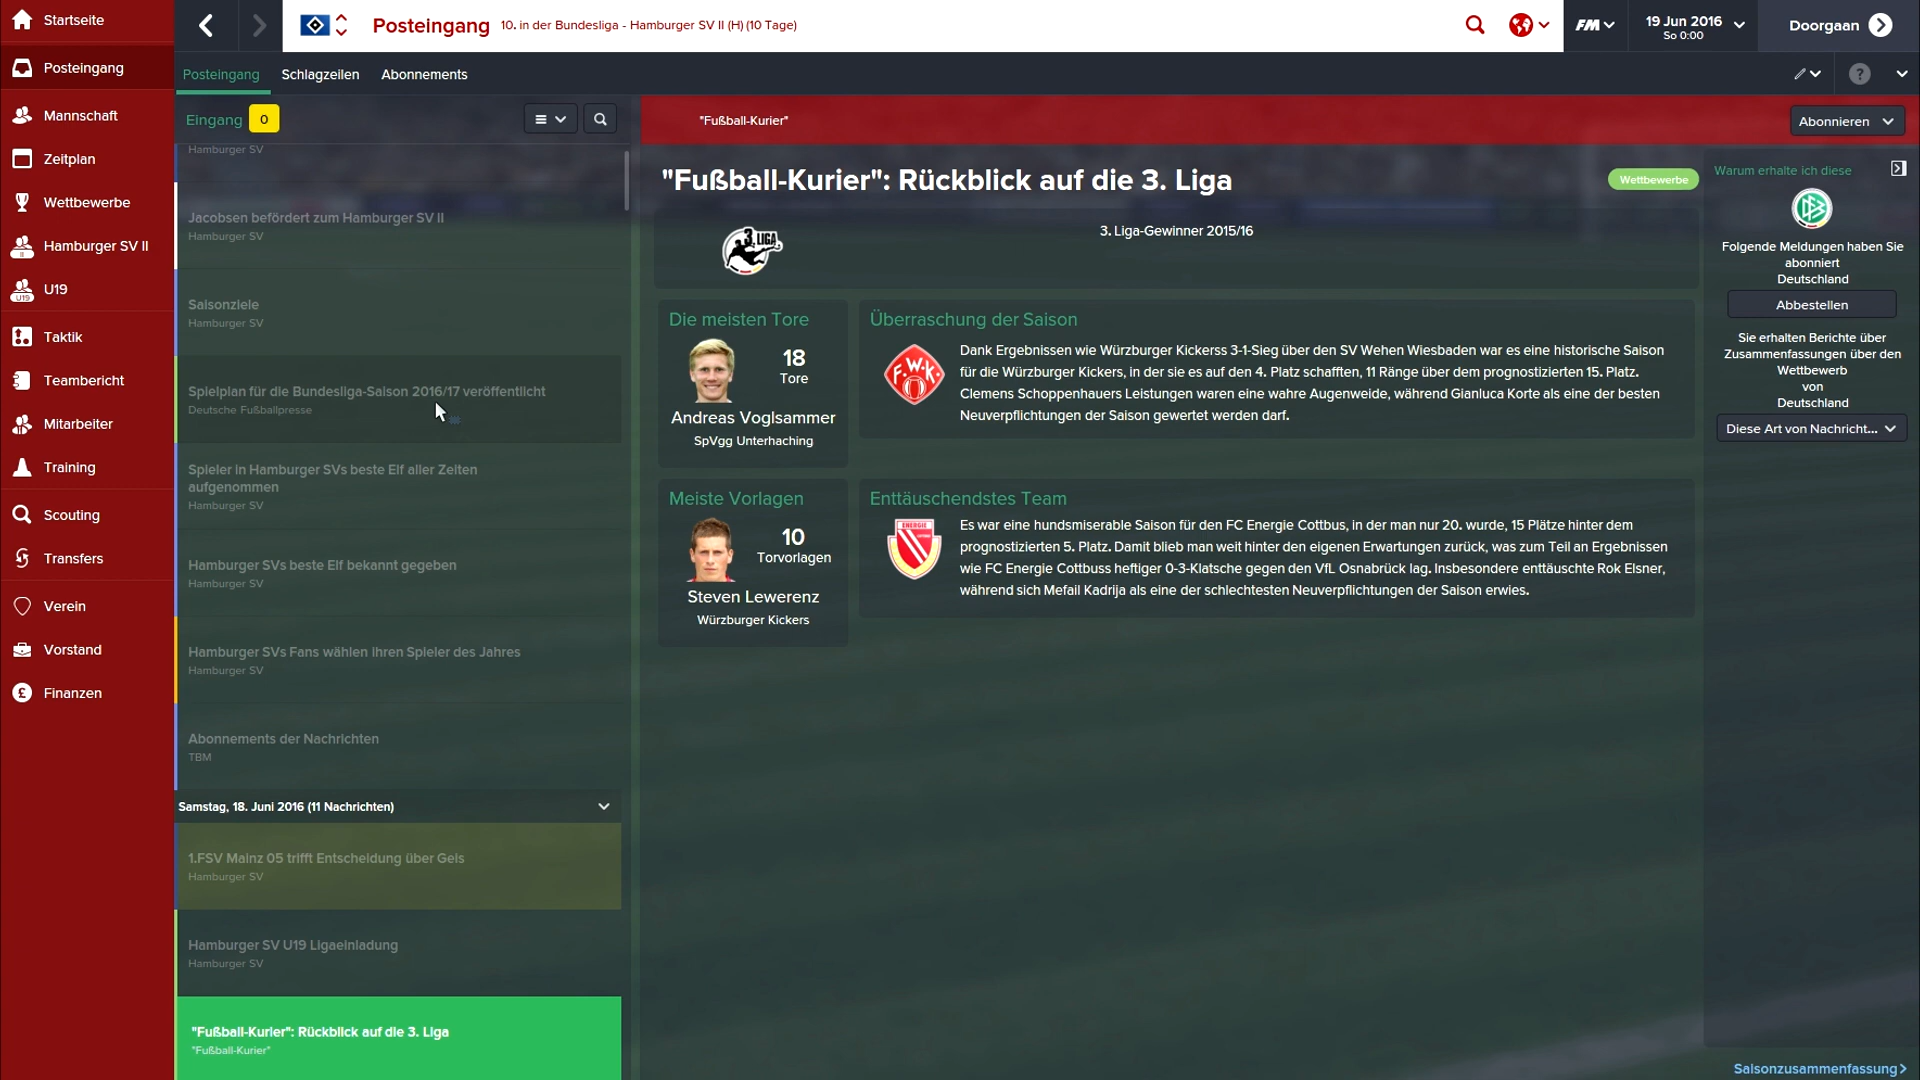 Startseite
Posteingang
Mannschaft
Zeitplan
Wettbewerbe
Hamburger SV II
U19
Taktik
Teambericht
Mitarbeiter
Training
Scouting
Transfers
Verein
Vorstand
Finanzen
Posteingang 10. in der Bundesliga - Hamburger SV II (H) (10 Tage)
FM
19 Jun 2016
So 0:00
Doorgaan
Posteingang Schlagzeilen Abonnements
Eingang 0
Hamburger SV
Jacobsen befördert zum Hamburger SV II
Hamburger SV
Saisonziele
Hamburger SV
Spielplan für die Bundesliga-Saison 2016/17 veröffentlicht
Deutsche Fußballpresse
Spieler in Hamburger SVs beste Elf aller Zeiten
aufgenommen
Hamburger SV
Hamburger SVs beste Elf bekannt gegeben
Hamburger SV
Hamburger SVs Fans wählen ihren Spieler des Jahres
Hamburger SV
Abonnements der Nachrichten
TBM
Samstag, 18. Juni 2016 (11 Nachrichten)
1.FSV Mainz 05 trifft Entscheidung über Geis
Hamburger SV
Hamburger SV U19 Ligaeinladung
Hamburger SV
"Fußball-Kurier": Rückblick auf die 3. Liga
"Fußball-Kurier"
"Fußball-Kurier"
Abonnieren
"Fußball-Kurier": Rückblick auf die 3. Liga
Wettbewerbe
3. LIGA
3. Liga-Gewinner 2015/16
Die meisten Tore
18
Tore
Andreas Voglsammer
SpVgg Unterhaching
Überraschung der Saison
F.W.K.
Dank Ergebnissen wie Würzburger Kickerss 3-1-Sieg über den SV Wehen Wiesbaden war es eine historische Saison
für die Würzburger Kickers, in der sie es auf den 4. Platz schafften, 11 Ränge über dem prognostizierten 15. Platz.
Clemens Schoppenhauers Leistungen waren eine wahre Augenweide, während Gianluca Korte als eine der besten
Neuverpflichtungen der Saison gewertet werden darf.
Meiste Vorlagen
10
Torvorlagen
Steven Lewerenz
Würzburger Kickers
Enttäuschendstes Team
ENERGIE
Es war eine hundsmiserable Saison für den FC Energie Cottbus, in der man nur 20. wurde, 15 Plätze hinter dem
prognostizierten 5. Platz. Damit blieb man weit hinter den eigenen Erwartungen zurück, was zum Teil an Ergebnissen
wie FC Energie Cottbuss heftiger 0-3-Klatsche gegen den VfL Osnabrück lag. Insbesondere enttäuschte Rok Elsner,
während sich Mefail Kadrija als eine der schlechtesten Neuverpflichtungen der Saison erwies.
Warum erhalte ich diese
Folgende Meldungen haben Sie
abonniert
Deutschland
Abbestellen
Sie erhalten Berichte über
Zusammenfassungen über den
Wettbewerb
von
Deutschland
Diese Art von Nachricht...
Saisonzusammenfassung